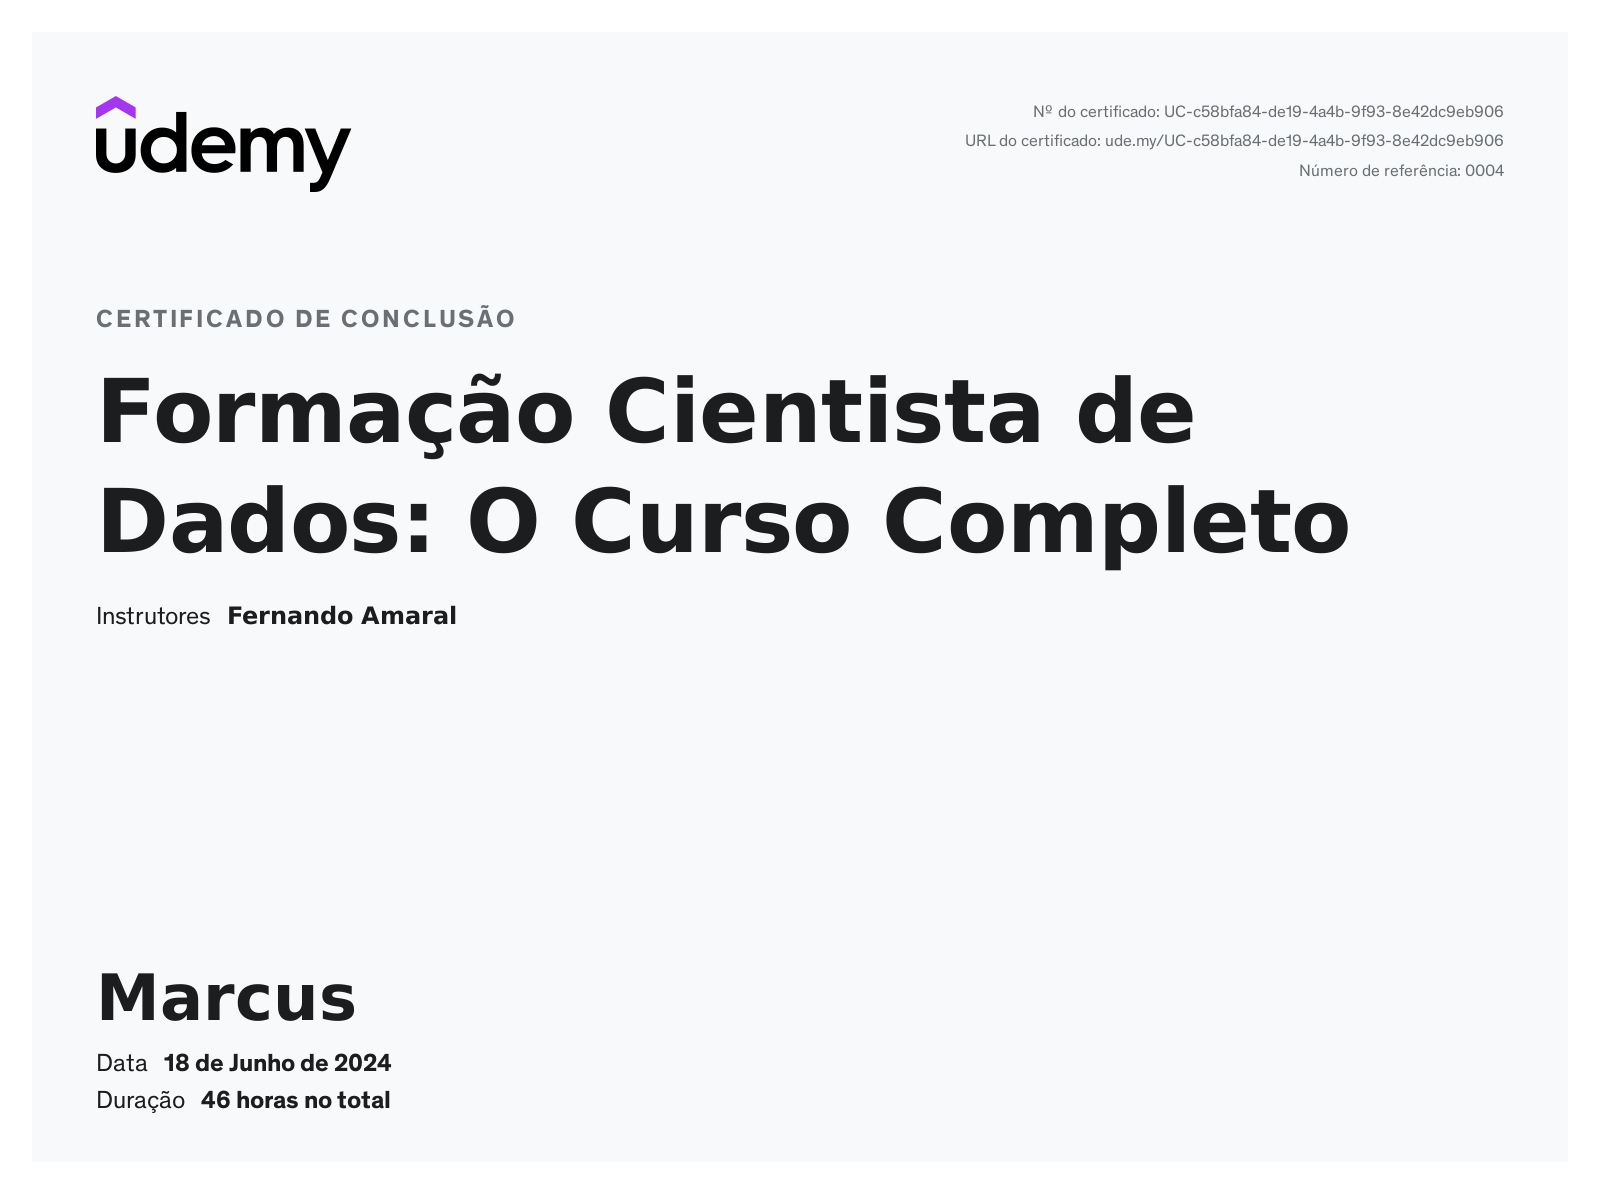 udemy
Nº do certificado: UC-c58bfa84-de19-4a4b-9f93-8e42dc9eb906
URL do certificado: ude.my/UC-c58bfa84-de19-4a4b-9f93-8e42dc9eb906
Número de referência: 0004
CERTIFICADO DE CONCLUSÃO
Formação Cientista de
Dados: O Curso Completo
Instrutores Fernando Amaral
Marcus
Data 18 de Junho de 2024
Duração 46 horas no total